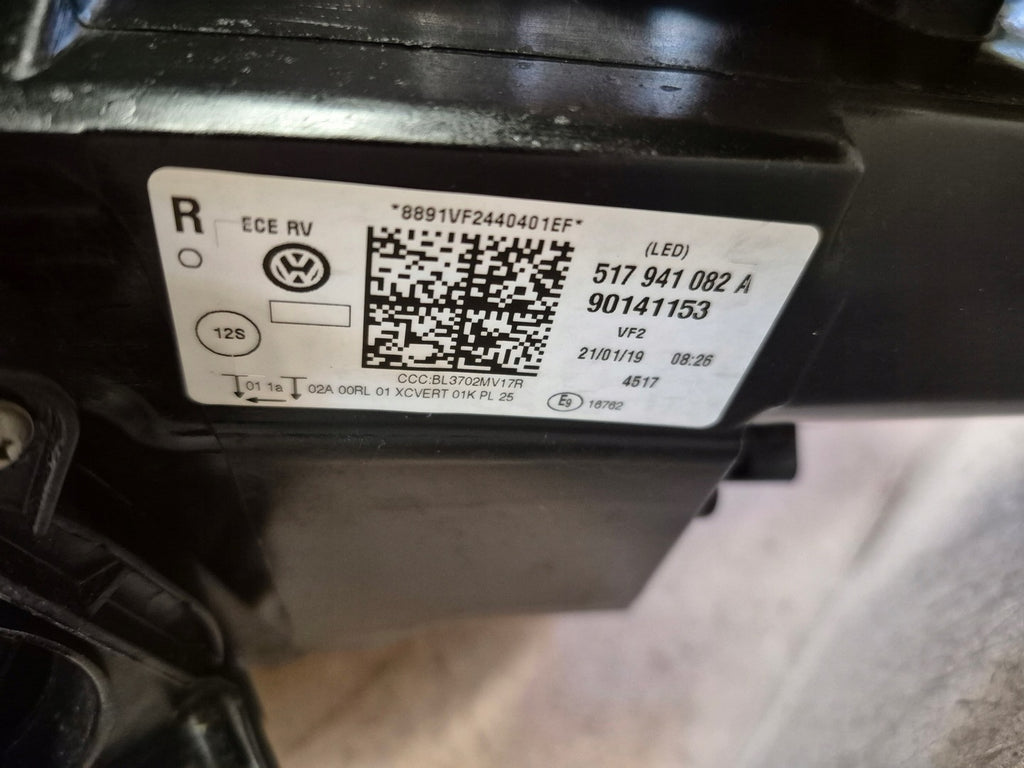 R
ECE RV
*8891VF2440401EF*
12S
(LED)
517 941 082 A
90141153
VF2
21/01/19 08:26
4517
CCC:BL3702MV17R
01 1a 02A 00RL 01 XCVERT 01K PL 25
E9 16762